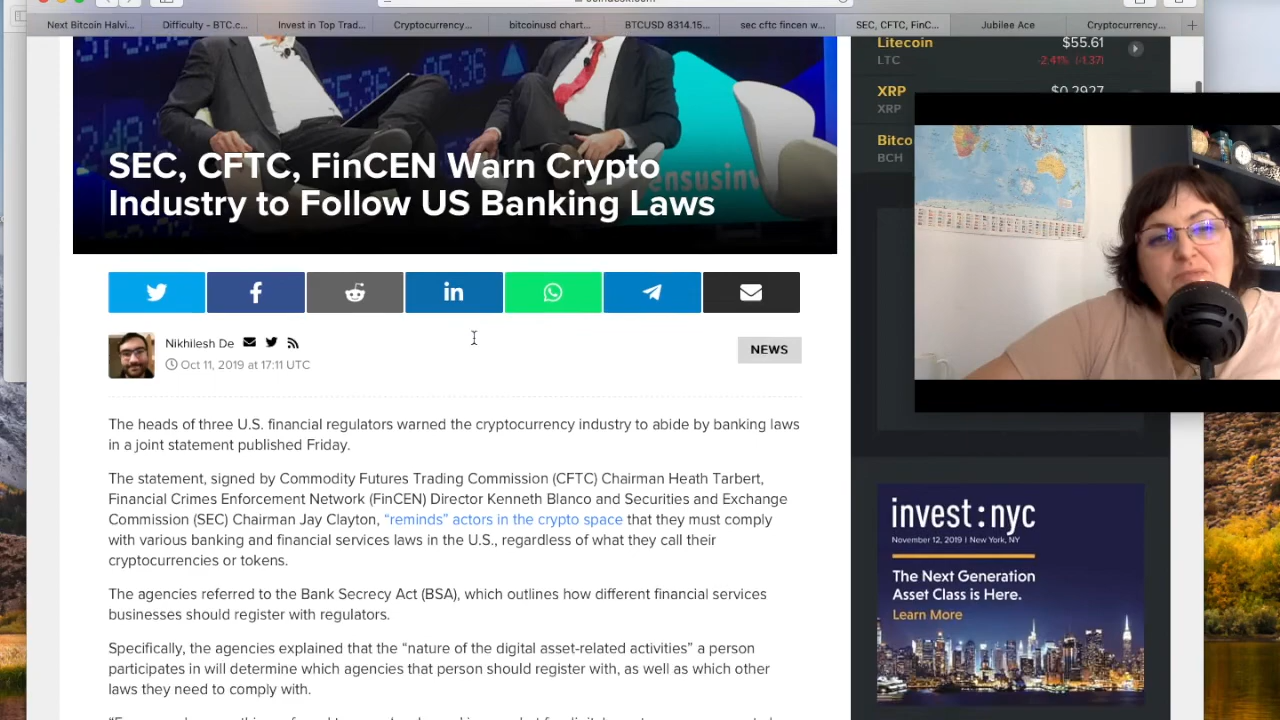 Next Bitcoin Halvi...
Difficulty - BTC.c...
Invest in Top Trad...
Cryptocurrency...
bitcoinusd chart...
BTCUSD 8314.15...
sec cftc fincen w...
SEC, CFTC, FinC...
Jubilee Ace
Cryptocurrency...
SEC, CFTC, FinCEN Warn Crypto
Industry to Follow US Banking Laws
Nikhilesh De
Oct 11, 2019 at 17:11 UTC
NEWS
The heads of three U.S. financial regulators warned the cryptocurrency industry to abide by banking laws
in a joint statement published Friday.
The statement, signed by Commodity Futures Trading Commission (CFTC) Chairman Heath Tarbert,
Financial Crimes Enforcement Network (FinCEN) Director Kenneth Blanco and Securities and Exchange
Commission (SEC) Chairman Jay Clayton, “reminds” actors in the crypto space that they must comply
with various banking and financial services laws in the U.S., regardless of what they call their
cryptocurrencies or tokens.
The agencies referred to the Bank Secrecy Act (BSA), which outlines how different financial services
businesses should register with regulators.
Specifically, the agencies explained that the “nature of the digital asset-related activities” a person
participates in will determine which agencies that person should register with, as well as which other
laws they need to comply with.
Litecoin $55.61
LTC -2.41% (-1.37)
XRP $0.2927
XRP
Bitco
BCH
invest:nyc
November 12, 2019 | New York, NY
The Next Generation
Asset Class is Here.
Learn More